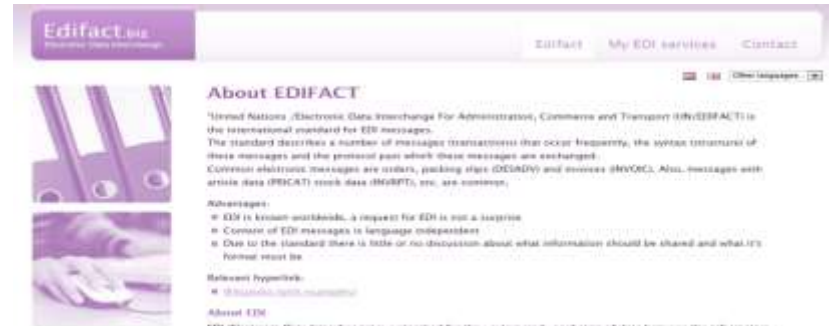 Edifact.biz
Electronic Data Interchange
Edifact My EDI services Contact
Other languages
About EDIFACT
"United Nations /Electronic Data Interchange For Administration, Commerce and Transport (UN/EDIFACT) is
the international standard for EDI messages.
The standard describes a number of messages (transactions) that occur frequently, the syntax (structure) of
these messages and the protocol past which these messages are exchanged.
Common electronic messages are orders, packing slips (DESADV) and invoices (INVOIC). Also, messages with
article data (PRICAT) stock data (INVRPT), etc. are common.
Advantages:
EDI is known worldwide, a request for EDI is not a surprise
Content of EDI messages is language independent
Due to the standard there is little or no discussion about what information should be shared and what it's
format must be
Relevant hyperlink:
About EDI